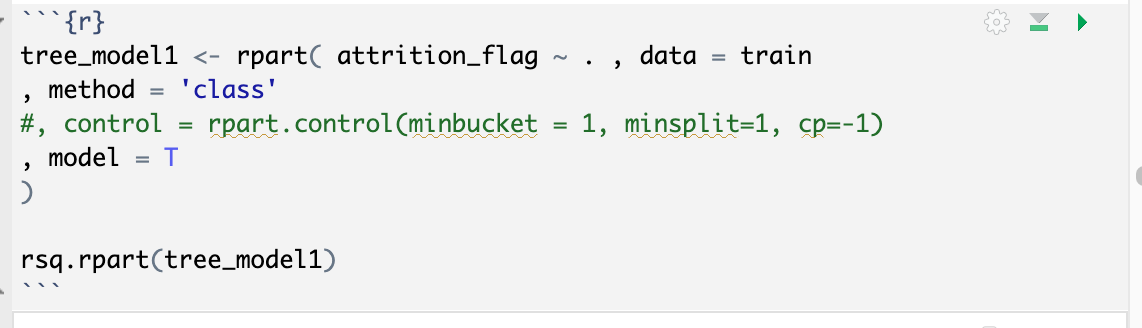 ```{r}
tree_model1 <- rpart( attrition_flag ~ . , data = train
, method = 'class'
#, control = rpart.control(minbucket = 1, minsplit=1, cp=-1)
, model = T
)
rsq.rpart(tree_model1)
```